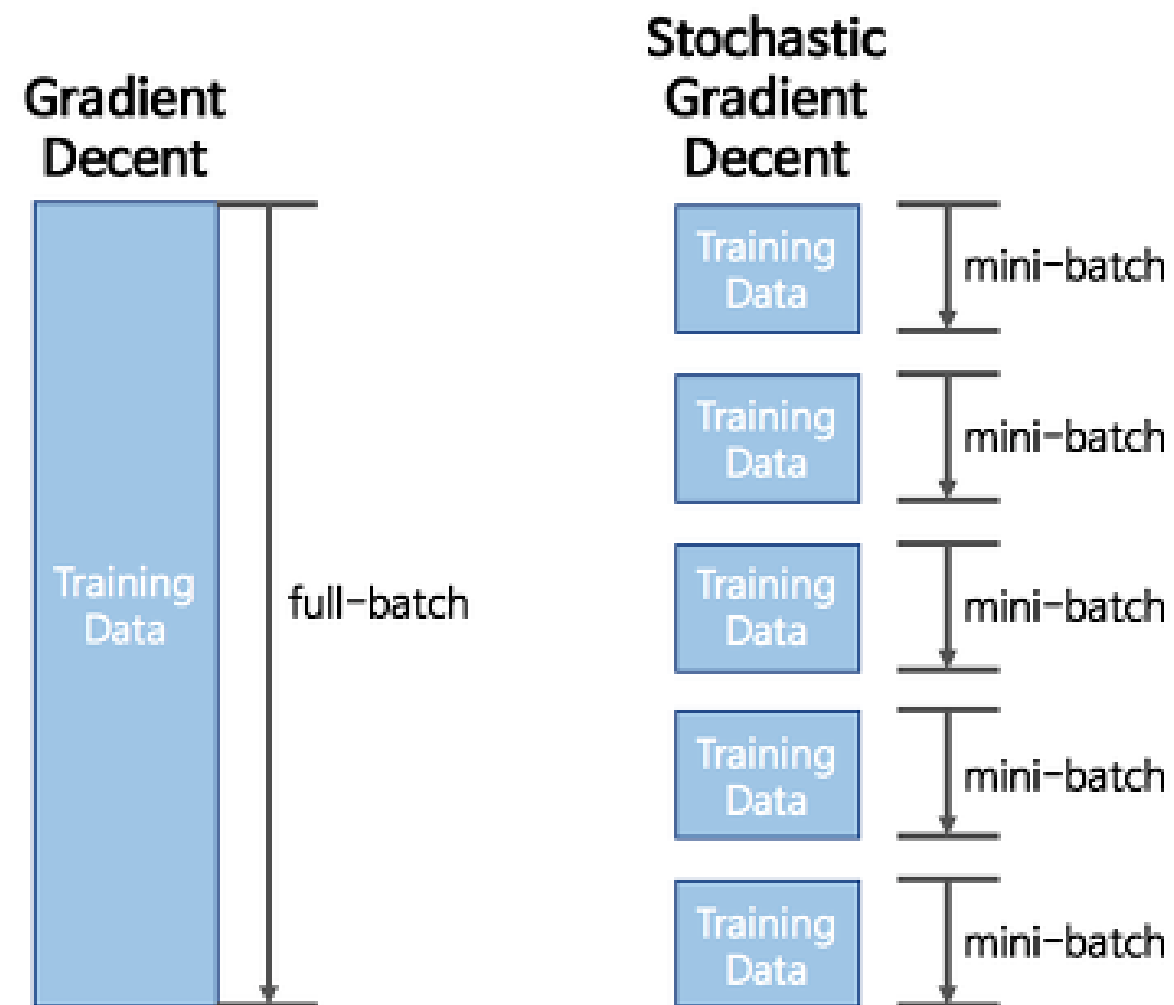 Gradient
Decent
Training
Data
full-batch
Stochastic
Gradient
Decent
Training
Data
mini-batch
Training
Data
mini-batch
Training
Data
mini-batch
Training
Data
mini-batch
Training
Data
mini-batch